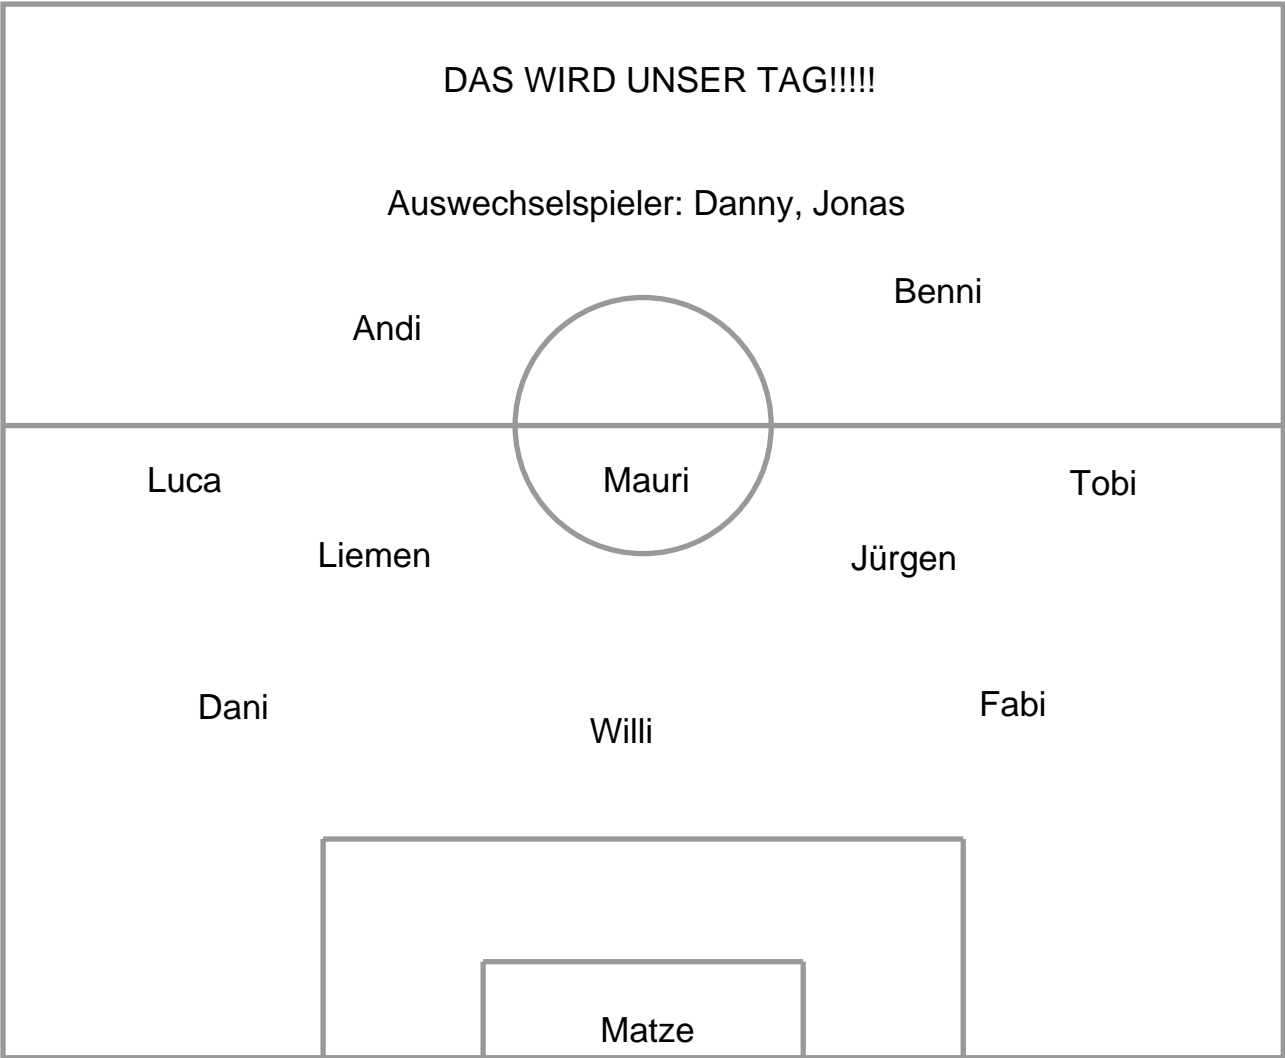 DAS WIRD UNSER TAG!!!!!
Auswechselspieler: Danny, Jonas
Benni
Andi
Luca
Mauri
Tobi
Liemen
Jürgen
Dani
Willi
Fabi
Matze